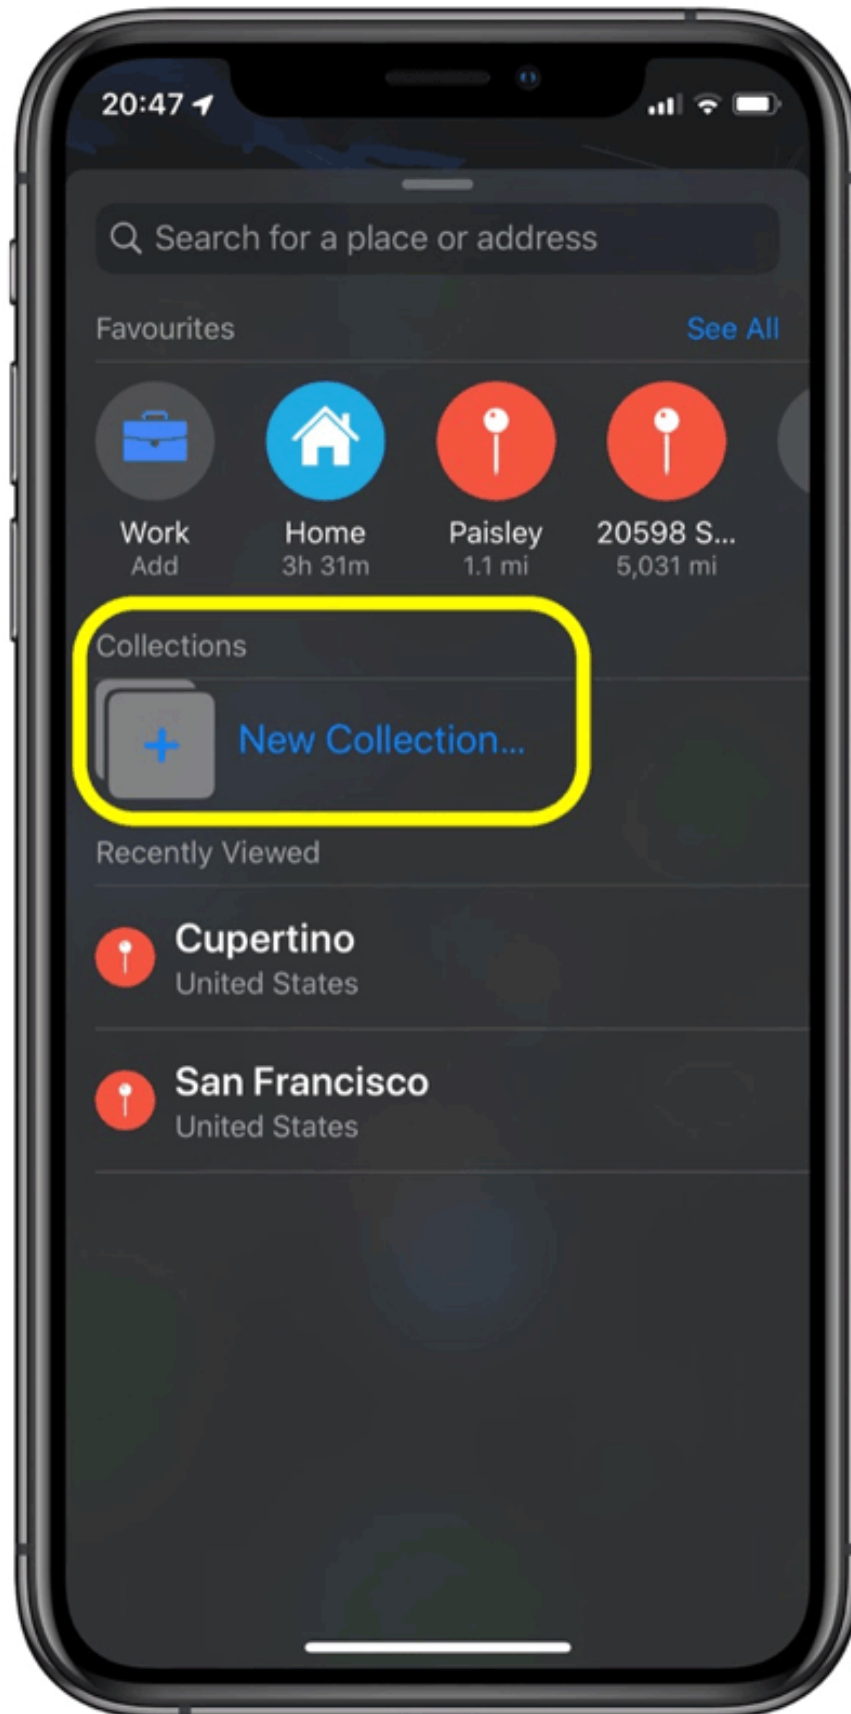 20:47
Search for a place or address
Favourites See All
Work Home Paisley 20598 S...
Add 3h 31m 1.1 mi 5,031 mi
Collections
New Collection...
Recently Viewed
Cupertino
United States
San Francisco
United States